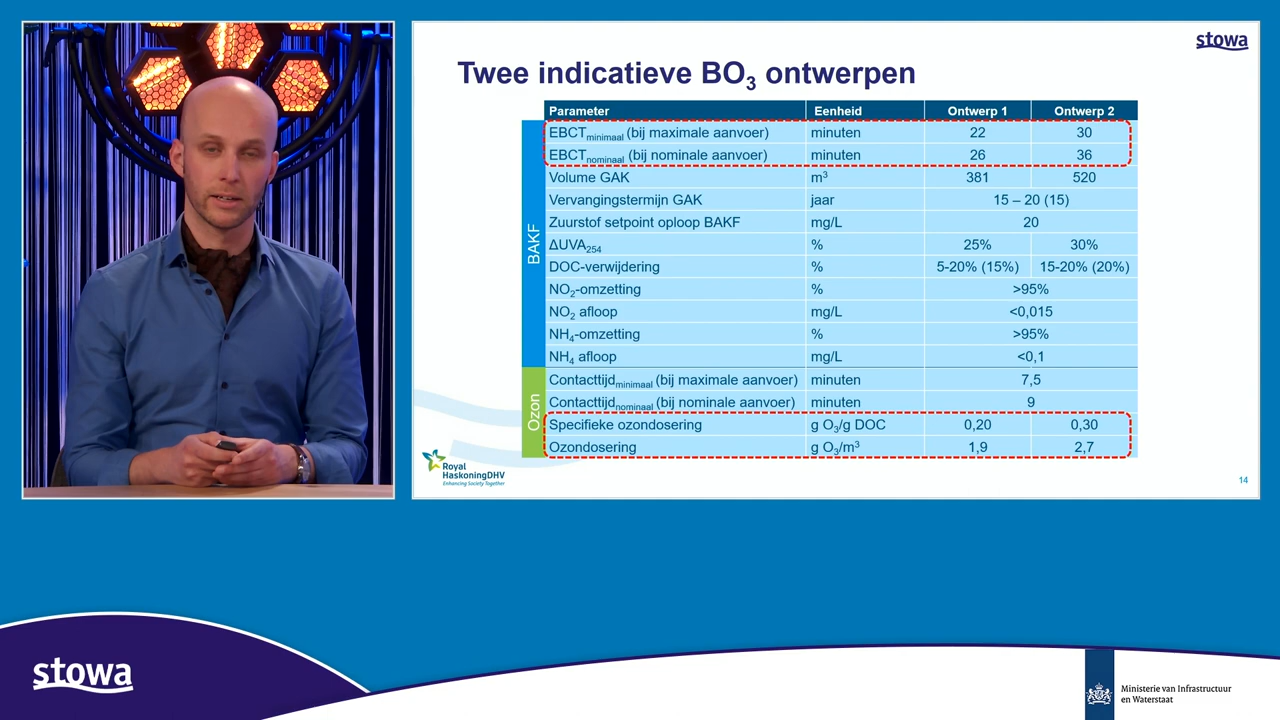 stowa
Twee indicatieve BO3 ontwerpen
Parameter Eenheid Ontwerp 1 Ontwerp 2
BAKF
EBCTminimaal (bij maximale aanvoer) minuten 22 30
EBCTnominaal (bij nominale aanvoer) minuten 26 36
Volume GAK m³ 381 520
Vervangingstermijn GAK jaar 15 – 20 (15)
Zuurstof setpoint oploop BAKF mg/L 20
ΔUVA254 % 25% 30%
DOC-verwijdering % 5-20% (15%) 15-20% (20%)
NO2-omzetting % >95%
NO2 afloop mg/L <0,015
NH4-omzetting % >95%
NH4 afloop mg/L <0,1
Ozon
Contacttijdminimaal (bij maximale aanvoer) minuten 7,5
Contacttijdnominaal (bij nominale aanvoer) minuten 9
Specifieke ozondosering g O3/g DOC 0,20 0,30
Ozondosering g O3/m³ 1,9 2,7
Royal
HaskoningDHV
Enhancing Society Together
14
stowa
Ministerie van Infrastructuur
en Waterstaat